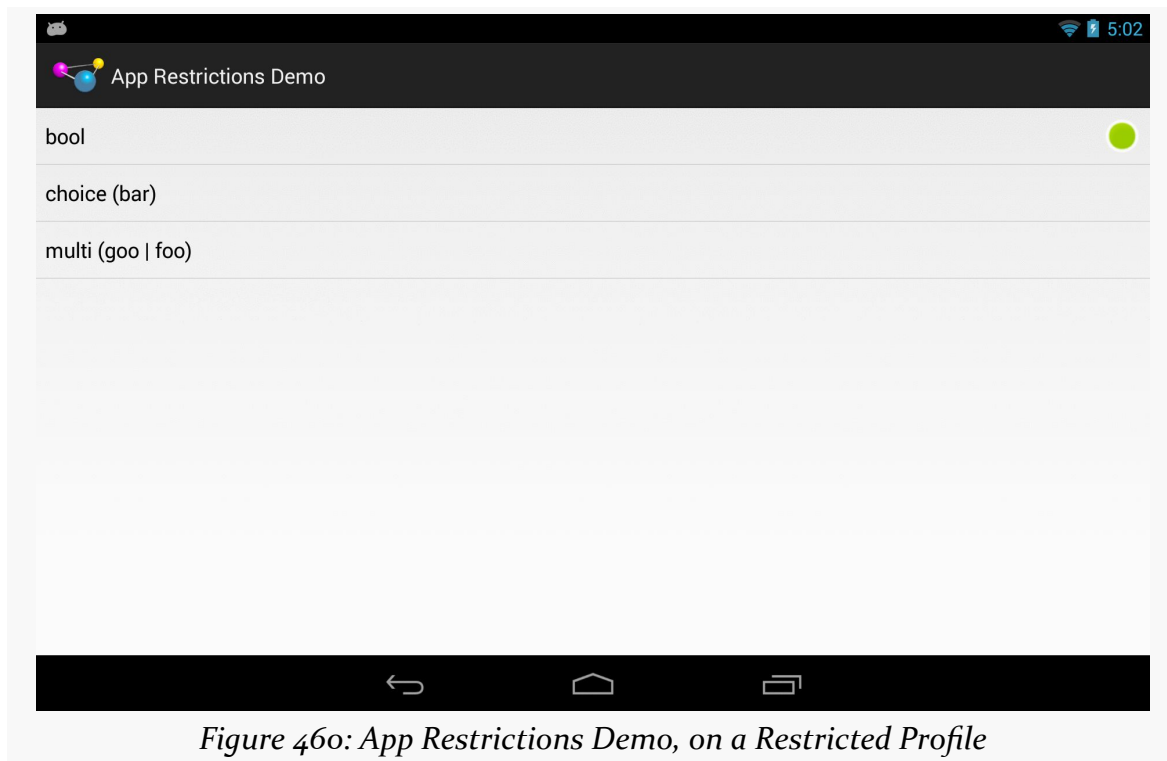 5:02
App Restrictions Demo
bool
choice (bar)
multi (goo | foo)
Figure 460: App Restrictions Demo, on a Restricted Profile